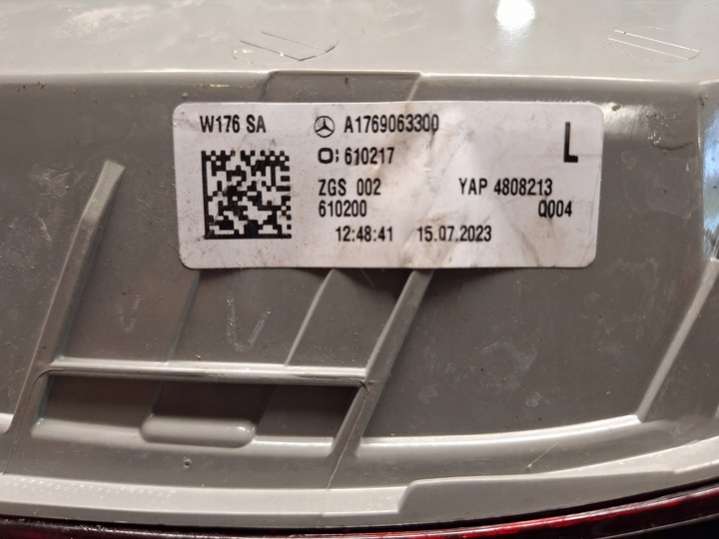 W176 SA A1769063300
O: 610217 L
ZGS 002 YAP 4808213
610200 Q004
12:48:41 15.07.2023